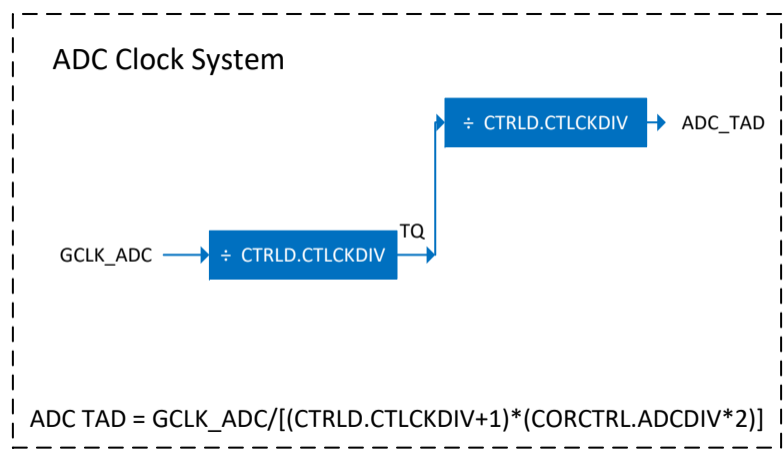 ADC Clock System
÷ CTRLD.CTLCKDIV
ADC_TAD
TQ
GCLK_ADC
÷ CTRLD.CTLCKDIV
ADC TAD = GCLK_ADC/[(CTRLD.CTLCKDIV+1)*(CORCTRL.ADCDIV*2)]